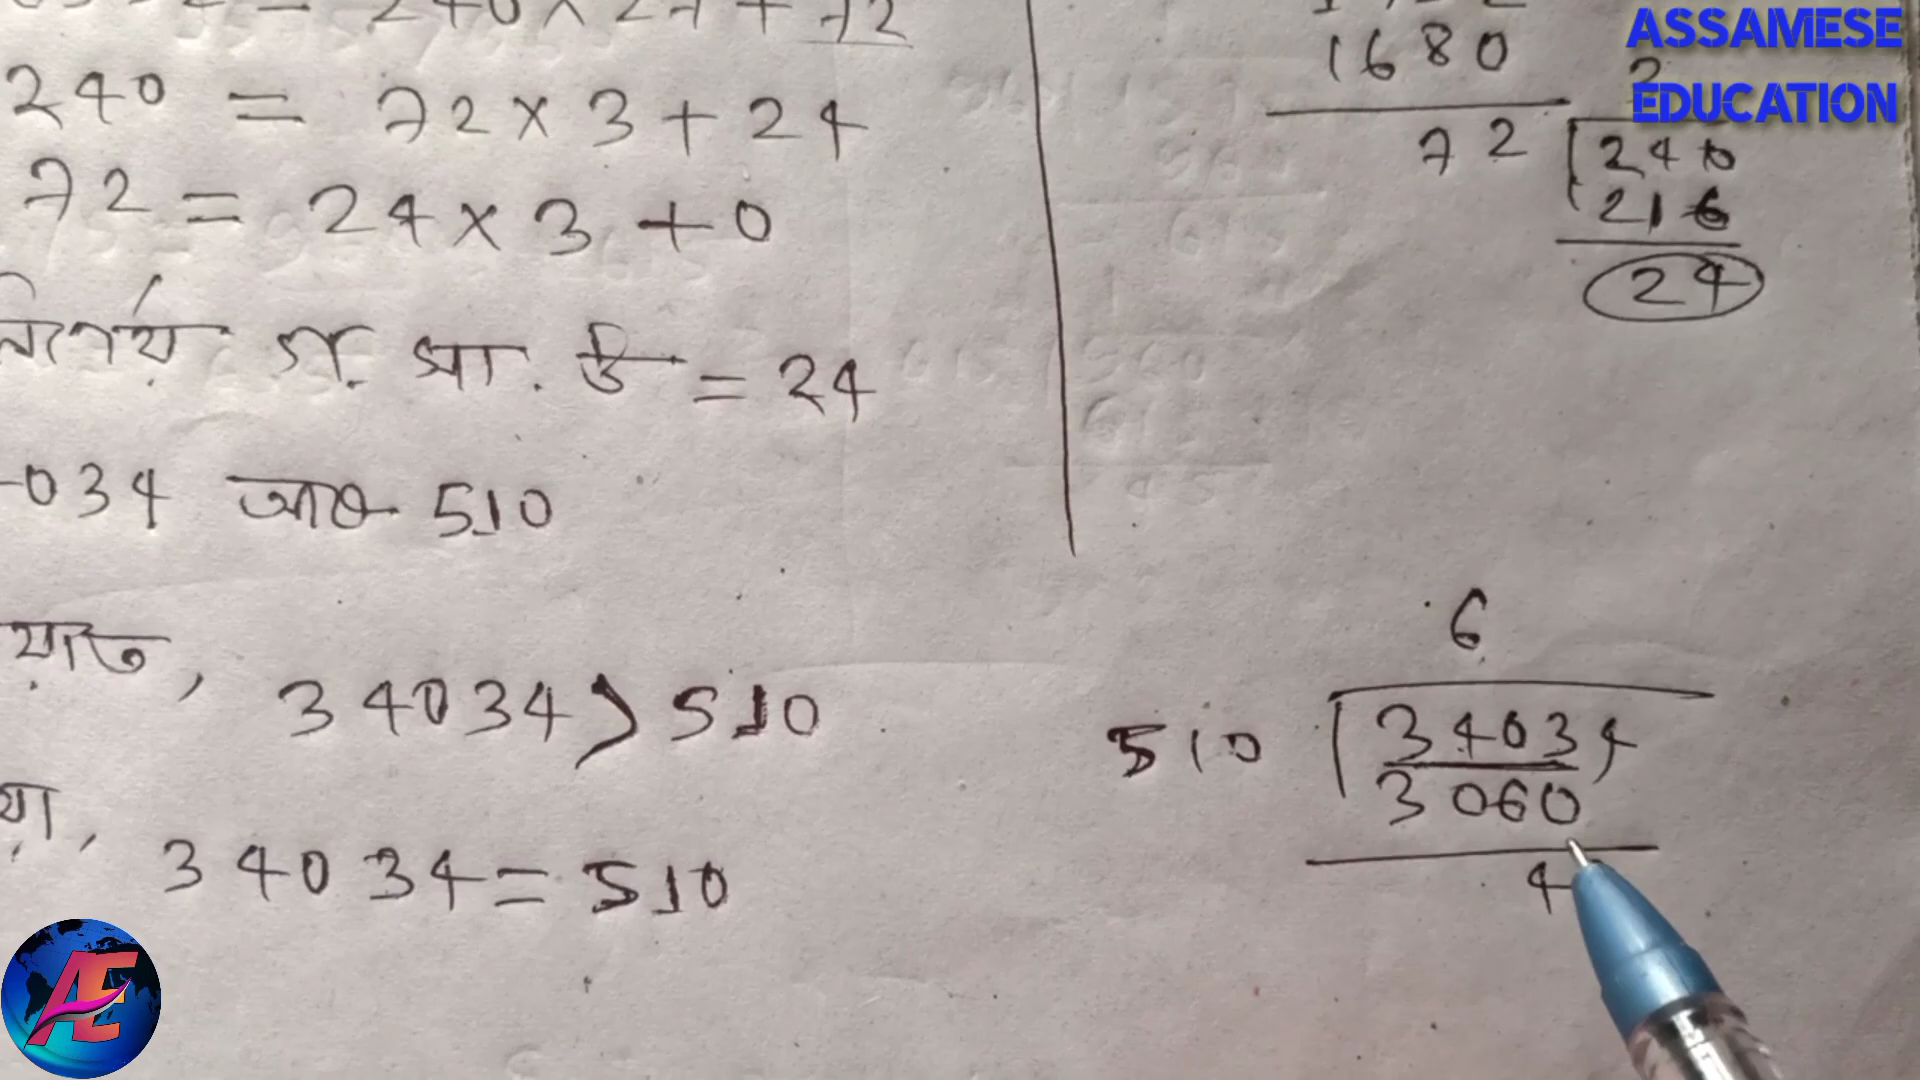 240 = 72 × 3 + 24
72 = 24 × 3 + 0
নিৰ্ণেয় গ. সা. উ = 24
034 আৰু 510
34034 > 510
34034 = 510
1680
72 240
216
24
6
510 34034
3060
4
ASSAMESE
EDUCATION
AE